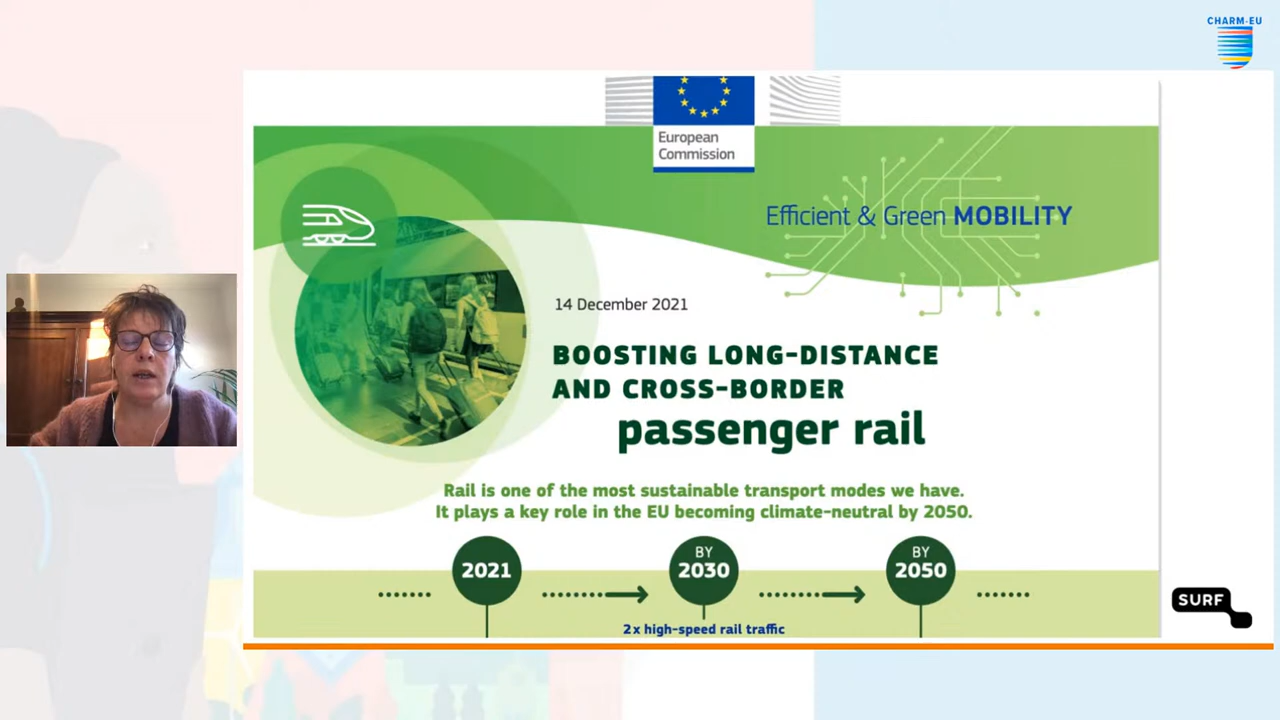 CHARM-EU
European
Commission
Efficient & Green MOBILITY
14 December 2021
BOOSTING LONG-DISTANCE
AND CROSS-BORDER
passenger rail
Rail is one of the most sustainable transport modes we have.
It plays a key role in the EU becoming climate-neutral by 2050.
2021
BY
2030
BY
2050
2x high-speed rail traffic
SURF